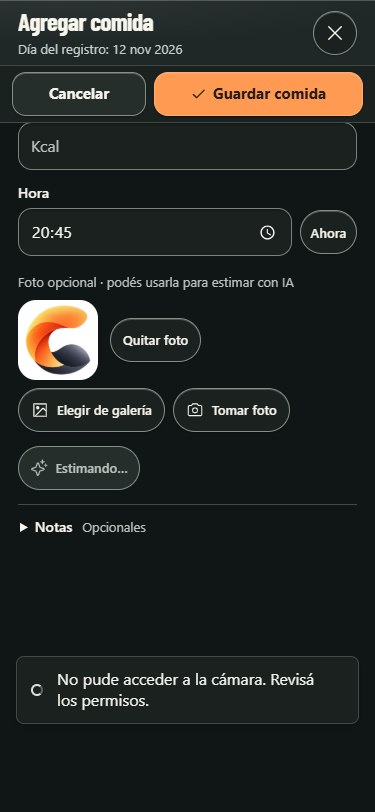 Agregar comida
Día del registro: 12 nov 2026
Cancelar
Guardar comida
Kcal
Hora
20:45
Ahora
Foto opcional · podés usarla para estimar con IA
Quitar foto
Elegir de galería
Tomar foto
Estimando...
Notas Opcionales
No pude acceder a la cámara. Revisá
los permisos.